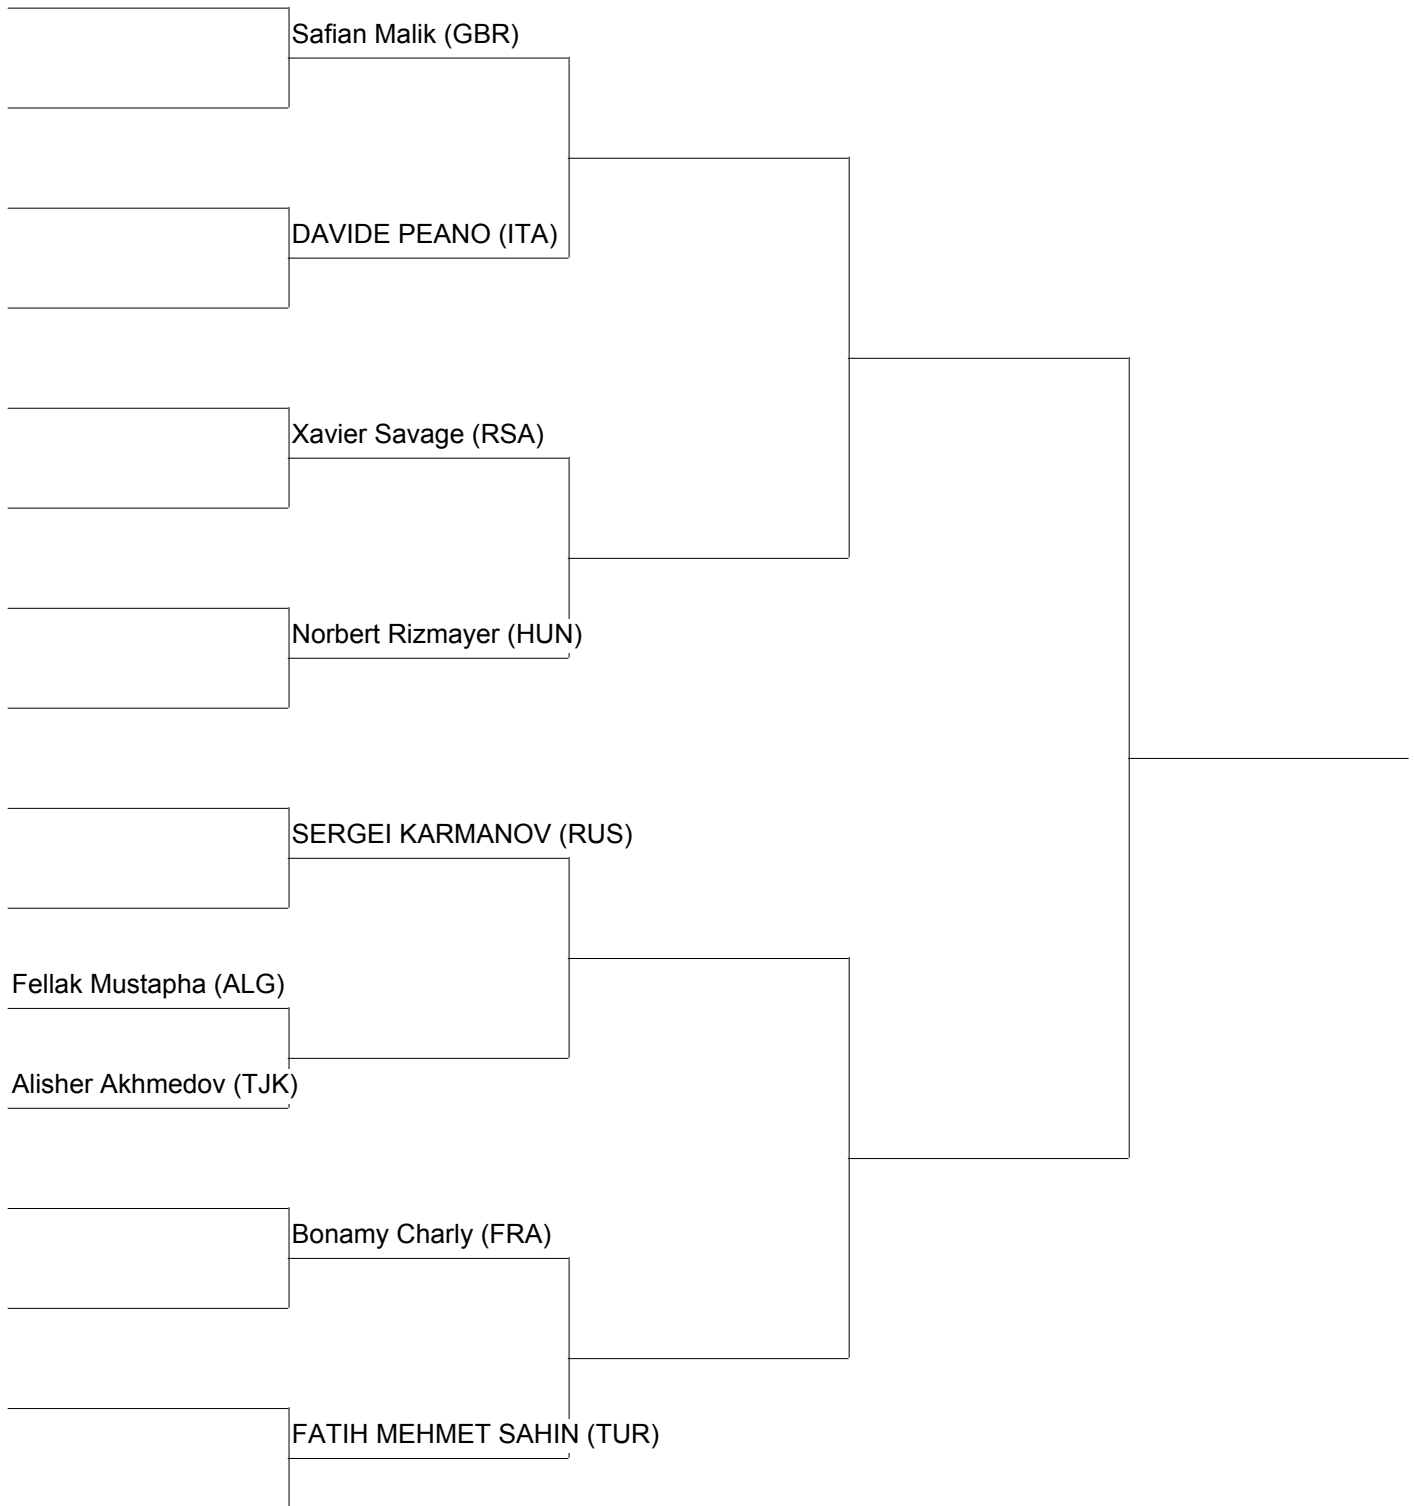 Safian Malik (GBR)
DAVIDE PEANO (ITA)
Xavier Savage (RSA)
Norbert Rizmayer (HUN)
SERGEI KARMANOV (RUS)
Fellak Mustapha (ALG)
Alisher Akhmedov (TJK)
Bonamy Charly (FRA)
FATIH MEHMET SAHIN (TUR)